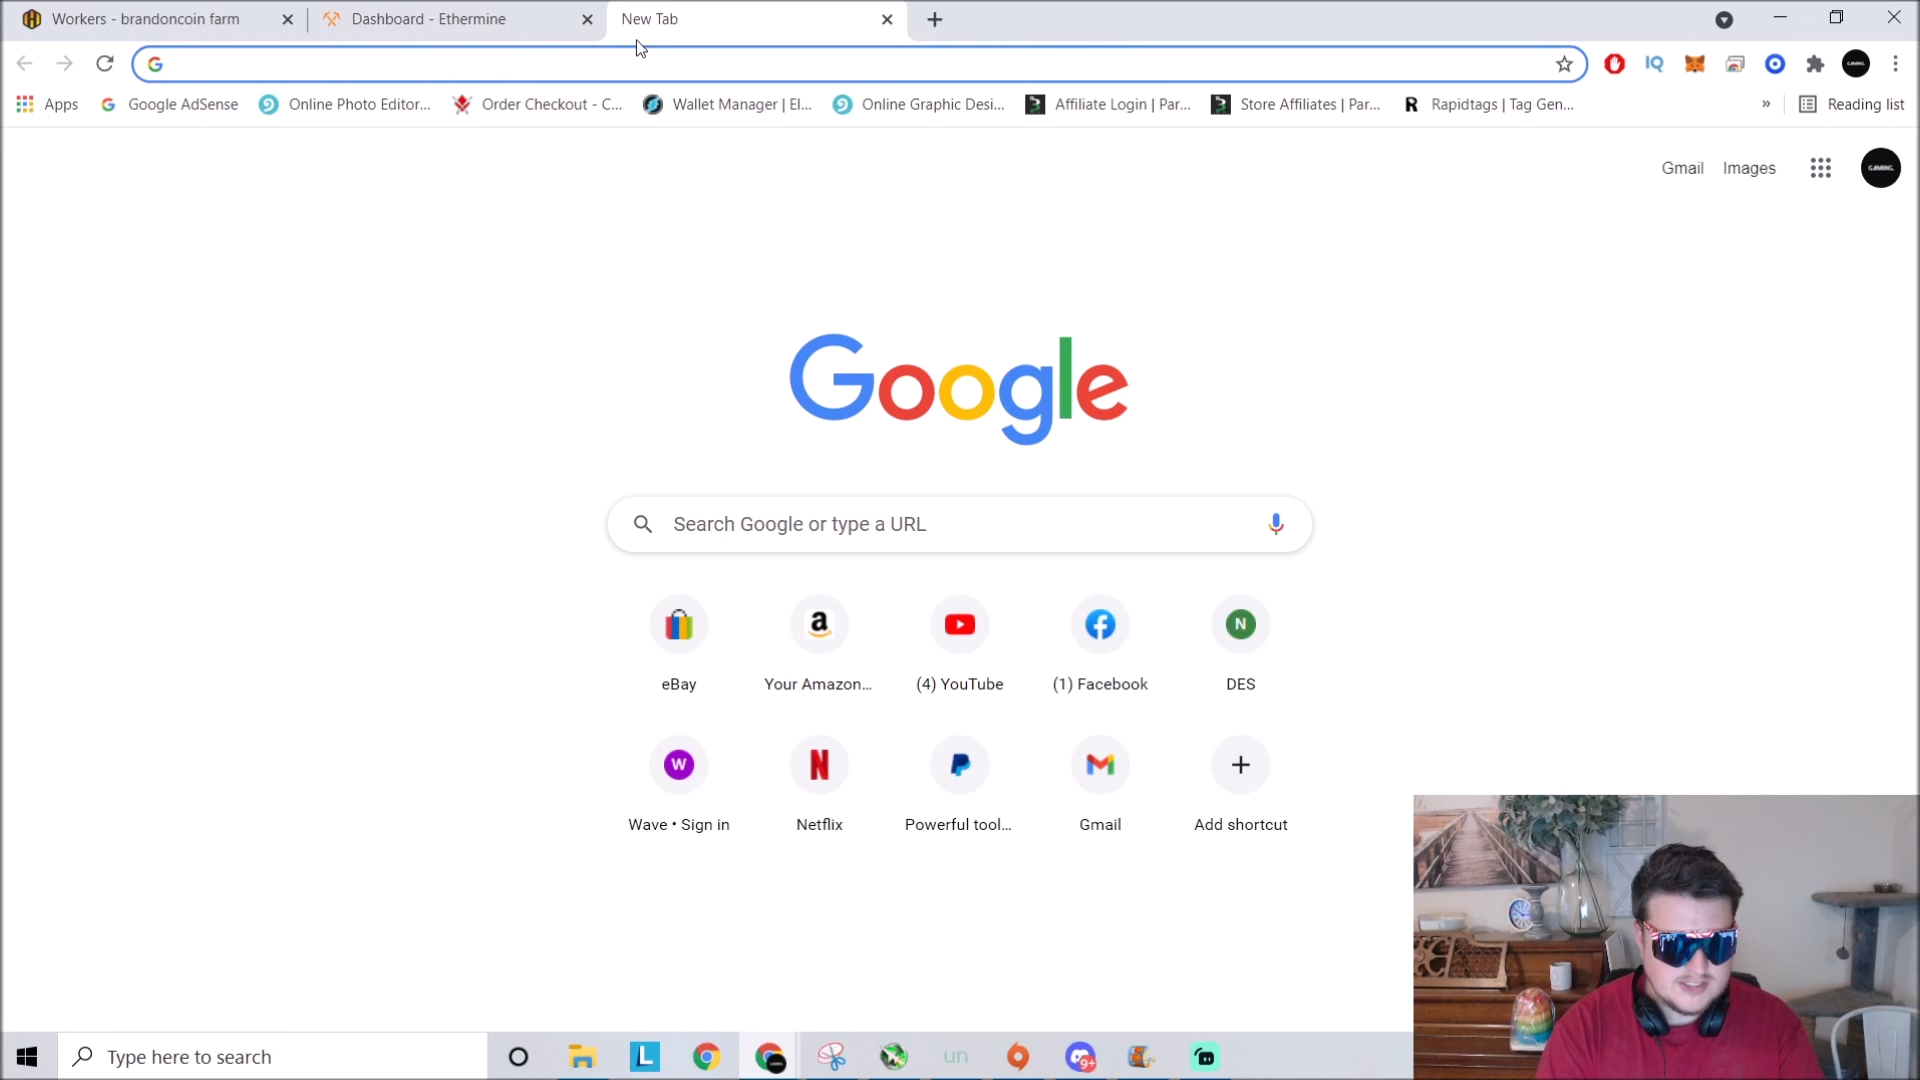 Workers - brandoncoin farm
Dashboard - Ethermine
New Tab
Apps
Google AdSense
Online Photo Editor...
Order Checkout - C...
Wallet Manager | El...
Online Graphic Desi...
Affiliate Login | Par...
Store Affiliates | Par...
Rapidtags | Tag Gen...
»
Reading list
Gmail
Images
GAMING.
Google
Search Google or type a URL
eBay
Your Amazon...
(4) YouTube
(1) Facebook
N
DES
W
Wave • Sign in
Netflix
Powerful tool...
Gmail
Add shortcut
Type here to search
L
un
9+